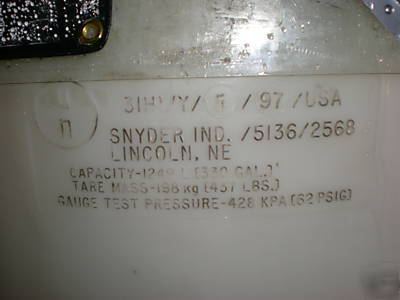 u
n
31H1/Y/ 5 /97/USA
SNYDER IND. /5136/2568
LINCOLN, NE
CAPACITY-1249 L (330 GAL.)
TARE MASS-198 kg (437 LBS.)
GAUGE TEST PRESSURE-428 KPA (62 PSIG)